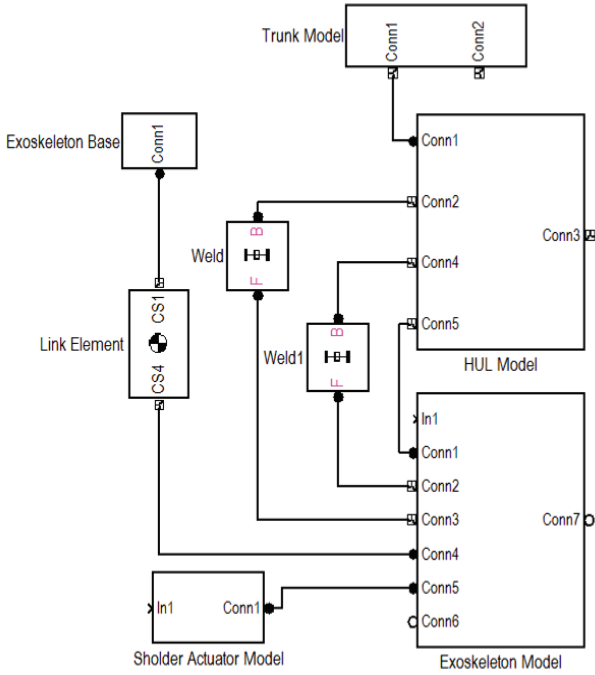 Trunk Model
Conn1
Conn2
Exoskeleton Base
Conn1
Conn1
Conn2
Conn4
Conn5
Conn3
HUL Model
Weld
B
F
Weld1
B
F
Link Element
CS1
CS4
In1
Conn1
Conn2
Conn3
Conn4
Conn5
Conn6
Conn7
Exoskeleton Model
In1
Conn1
Sholder Actuator Model